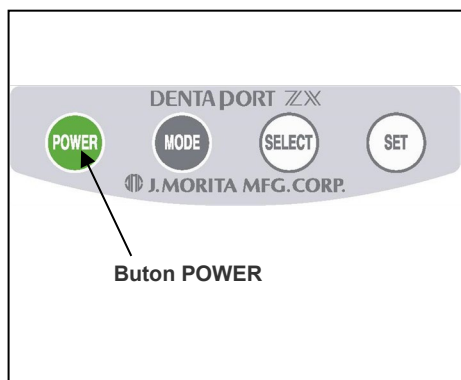 DENTAPORT ZX
POWER MODE SELECT SET
J.MORITA MFG.CORP.
Buton POWER